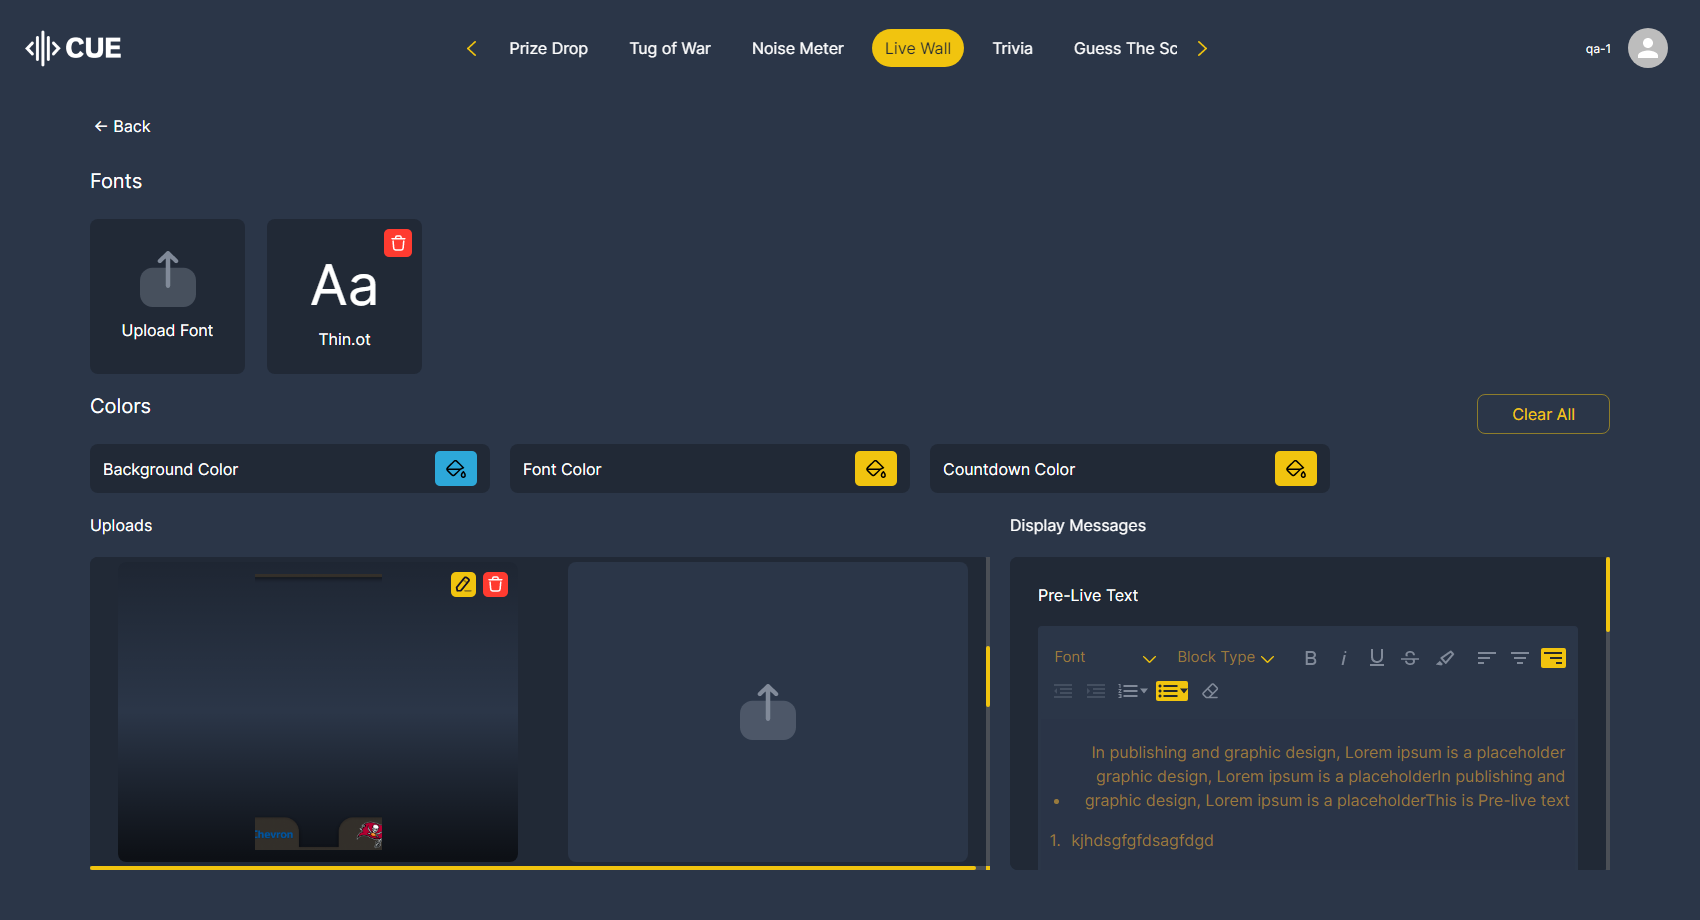 CUE
Prize Drop
Tug of War
Noise Meter
Live Wall
Trivia
Guess The Sc
qa-1
Back
Fonts
Upload Font
Aa
Thin.ot
Colors
Clear All
Background Color
Font Color
Countdown Color
Uploads
Display Messages
Chevron
Pre-Live Text
Font
Block Type
B
i
U
S
In publishing and graphic design, Lorem ipsum is a placeholder
graphic design, Lorem ipsum is a placeholderIn publishing and
• graphic design, Lorem ipsum is a placeholderThis is Pre-live text
1. kjhdsgfgfdsagfdgd